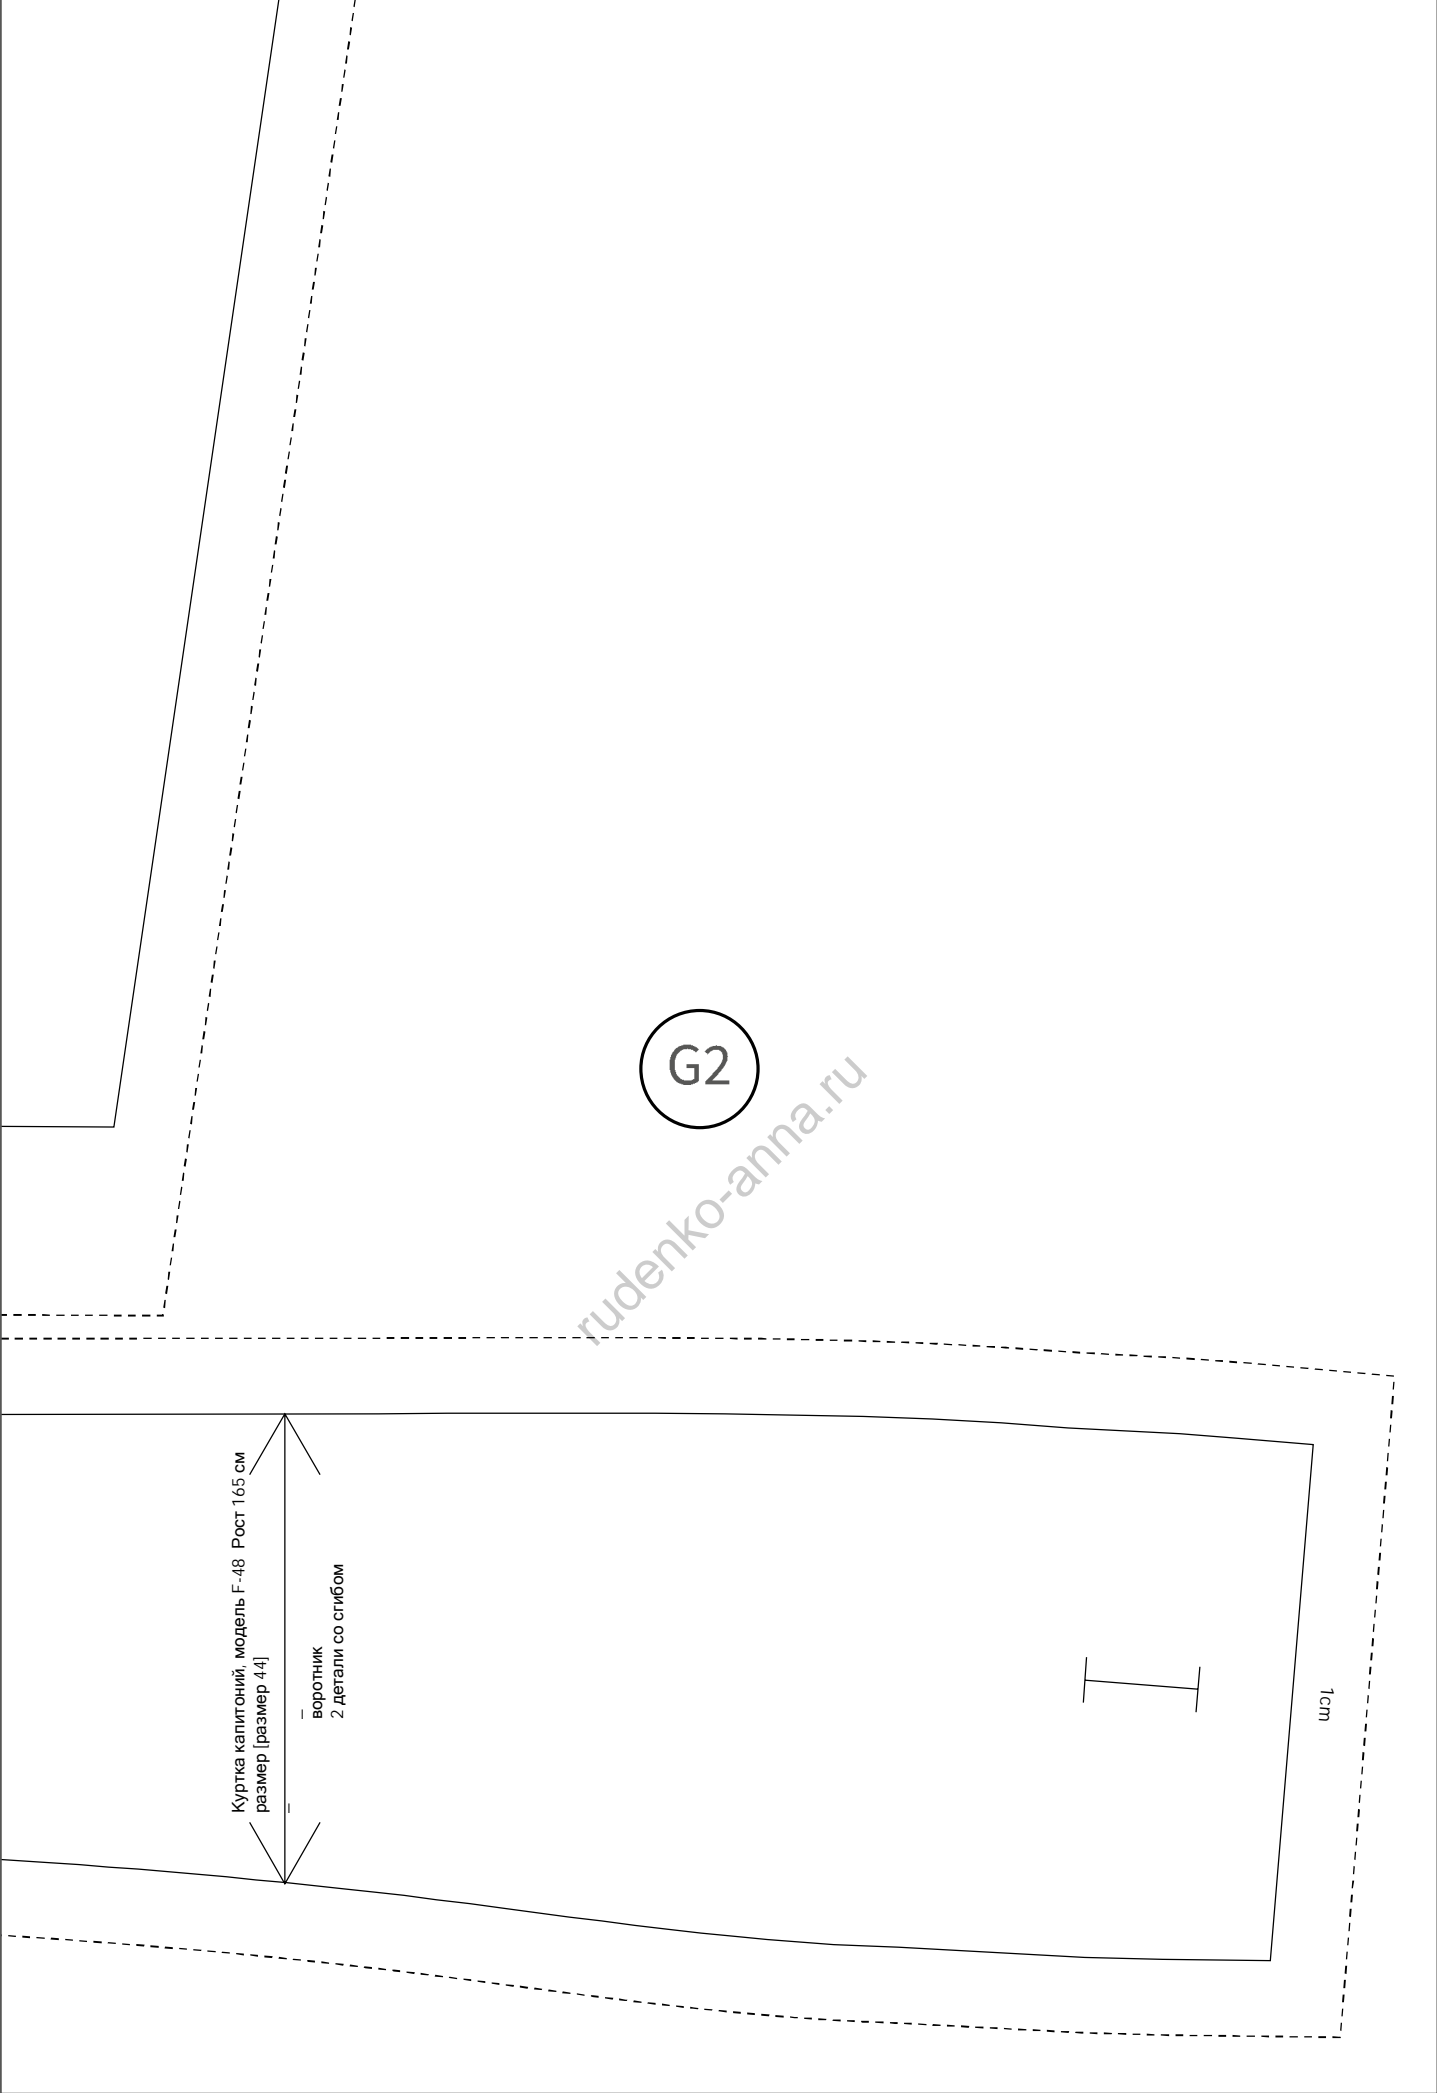 G2
rudenko-anna.ru
Куртка капитоний, модель F-48 Рост 165 см
размер [размер 44]
воротник
2 детали со сгибом
1cm